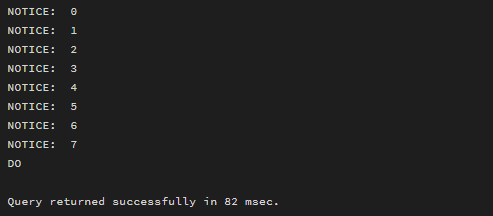 NOTICE:  0
NOTICE:  1
NOTICE:  2
NOTICE:  3
NOTICE:  4
NOTICE:  5
NOTICE:  6
NOTICE:  7
DO
Query returned successfully in 82 msec.